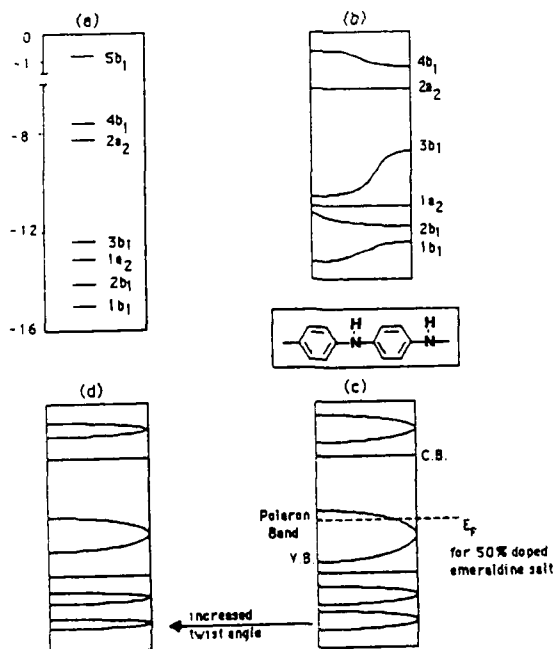 (a)
0
-1
-8
-12
-16
5b1
4b1
2a2
3b1
1a2
2b1
1b1
(b)
4b1
2a2
3b1
1a2
2b1
1b1
H H
N N
(d)
(c)
C.B.
Polaron
Band
V.B.
EF
for 50% doped
emeraldine salt
increased
twist angle